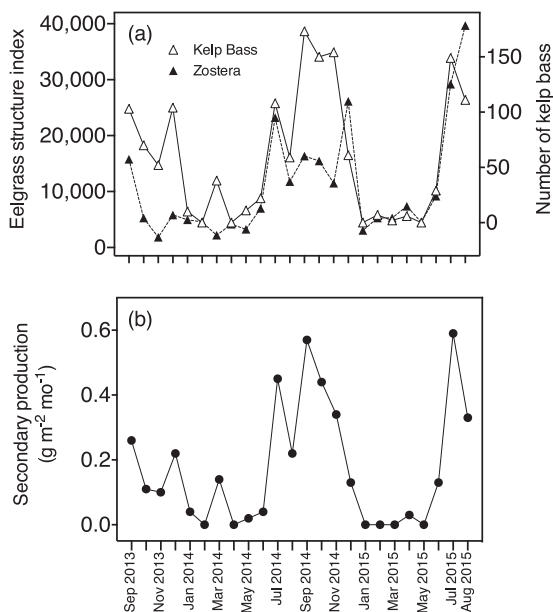 (a)
Kelp Bass
Zostera
Eelgrass structure index
40,000
30,000
20,000
10,000
0
Number of kelp bass
150
100
50
0
(b)
Secondary production
(g m-2 mo-1)
0.6
0.4
0.2
0.0
Sep 2013
Nov 2013
Jan 2014
Mar 2014
May 2014
Jul 2014
Sep 2014
Nov 2014
Jan 2015
Mar 2015
May 2015
Jul 2015
Aug 2015